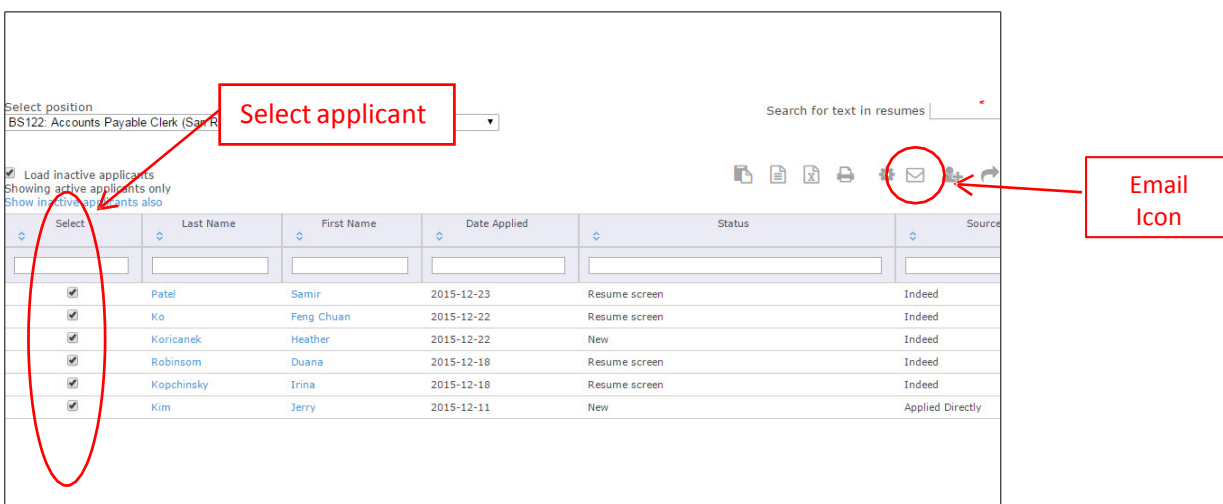 Select position
Select applicant
Search for text in resumes
BS122: Accounts Payable Clerk (San R
Load inactive applicants
Showing active applicants only
Show inactive applicants also
Email
Icon
Select Last Name First Name Date Applied Status Source
Patel Samir 2015-12-23 Resume screen Indeed
Ko Feng Chuan 2015-12-22 Resume screen Indeed
Koricanek Heather 2015-12-22 New Indeed
Robinsom Duana 2015-12-18 Resume screen Indeed
Kopchinsky Irina 2015-12-18 Resume screen Indeed
Kim Jerry 2015-12-11 New Applied Directly